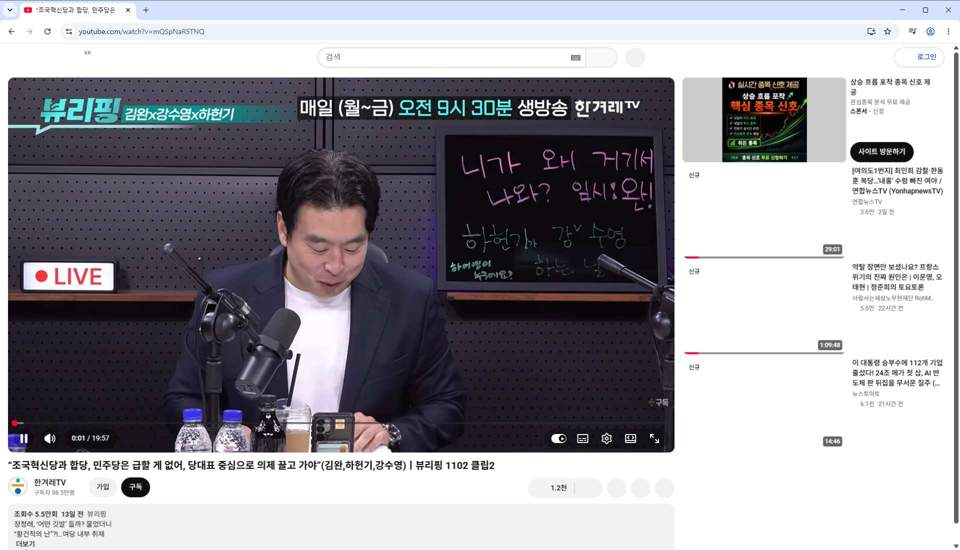 "조국혁신당과 합당, 민주당은
youtube.com/watch?v=mQSpNaR5TNQ
KR
검색
로그인
뷰리핑 김완x강수영x하헌기
매일 (월~금) 오전 9시 30분 생방송 한겨레TV
니가 왜 거기서
나와? 임시완!
하헌기가 강수영
하는 날
LIVE
구독
0:01 / 19:57
"조국혁신당과 합당, 민주당은 급할 게 없어, 당대표 중심으로 의제 끌고 가야"(김완,하헌기,강수영) | 뷰리핑 1102 클립2
한겨레TV
구독자 98.5만명
가입
구독
1.2천
조회수 5.5만회 13일 전 뷰리핑
정청래, '어떤 깃발' 들까? 물었더니
"황건적의 난"?!...여당 내부 취재
더보기
실시간 종목 신호 제공
상승 흐름 포착
핵심 종목 신호
상승 흐름 포착 종목 신호 제공
관심종목 분석 무료 제공
스폰서 · 신청
사이트 방문하기
신규
29:01
[여의도1번지] 최민희 감찰·한동훈 복당…'내홍' 수렁 빠진 여야 / 연합뉴스TV (YonhapnewsTV)
연합뉴스TV
3.6만 2일 전
신규
1:09:48
약탈 장면만 보셨나요? 프랑스 위기의 진짜 원인은 | 이문영, 오태현 | 정준희의 토요토론
사람사는세상노무현재단 RohM...
5.6만 22시간 전
신규
14:46
이 대통령 승부수에 112개 기업 줄섰다! 24조 메가 첫 삽, AI 반도체 판 뒤집을 무서운 질주 (...
뉴스토마토
6.1천 21시간 전